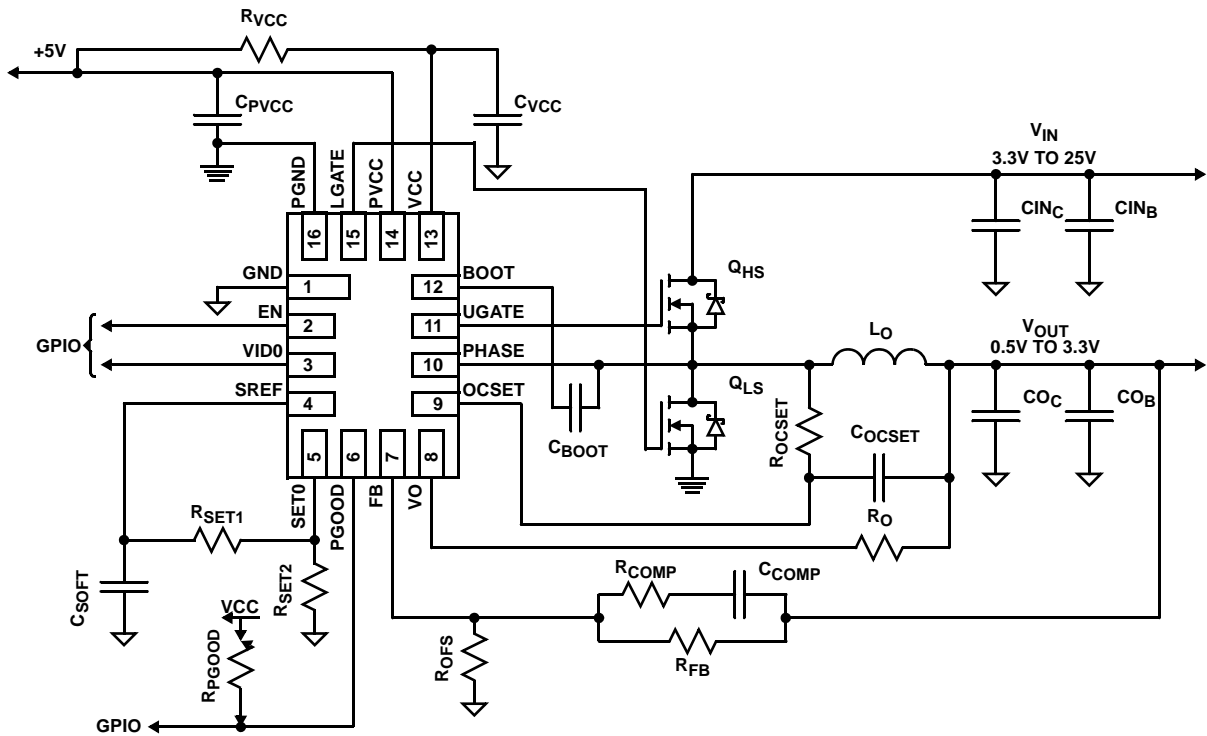 RVCC
+5V
CPVCC
CVCC
VIN
3.3V TO 25V
PGND
LGATE
PVCC
VCC
16
15
14
13
CINC
CINB
GND
1
12
BOOT
QHS
EN
2
11
UGATE
GPIO
VID0
3
10
PHASE
LO
VOUT
0.5V TO 3.3V
SREF
4
9
OCSET
QLS
COC
COB
CBOOT
ROCSET
COCSET
5
6
7
8
SET0
PGOOD
FB
VO
RSET1
RO
CSOFT
RSET2
RCOMP
CCOMP
VCC
RPGOOD
ROFS
RFB
GPIO